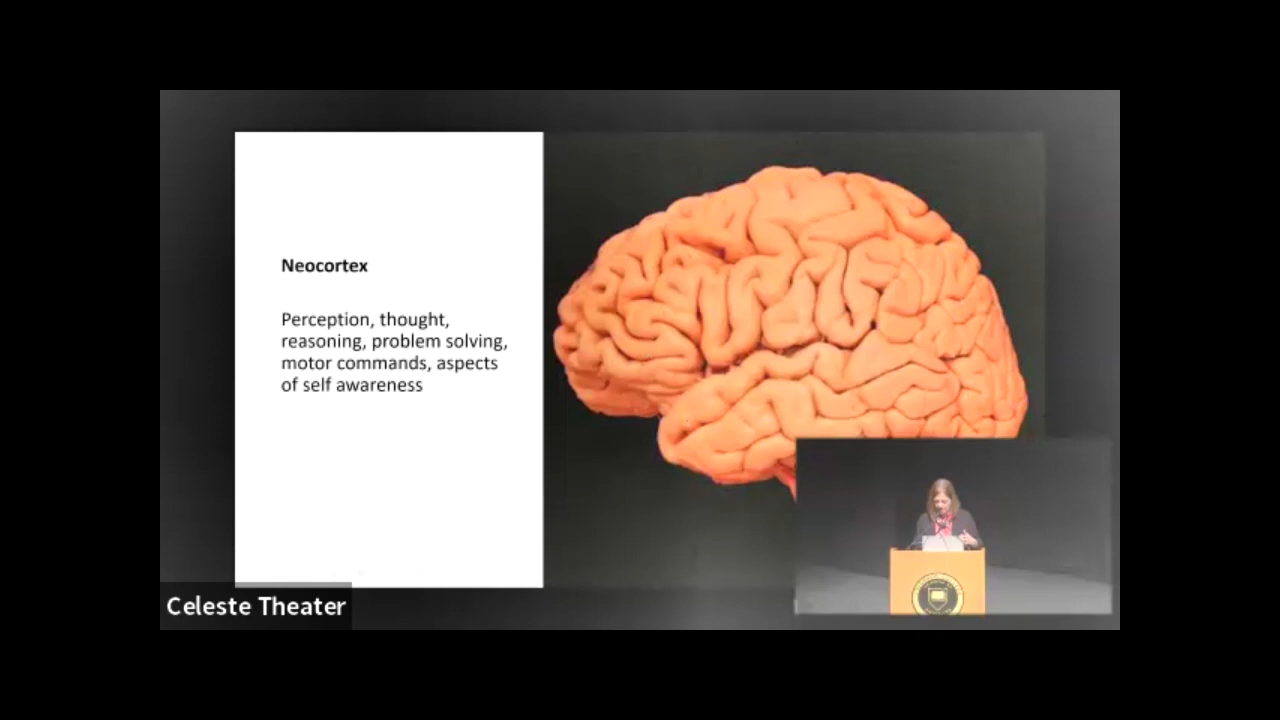 Neocortex
Perception, thought,
reasoning, problem solving,
motor commands, aspects
of self awareness
Celeste Theater